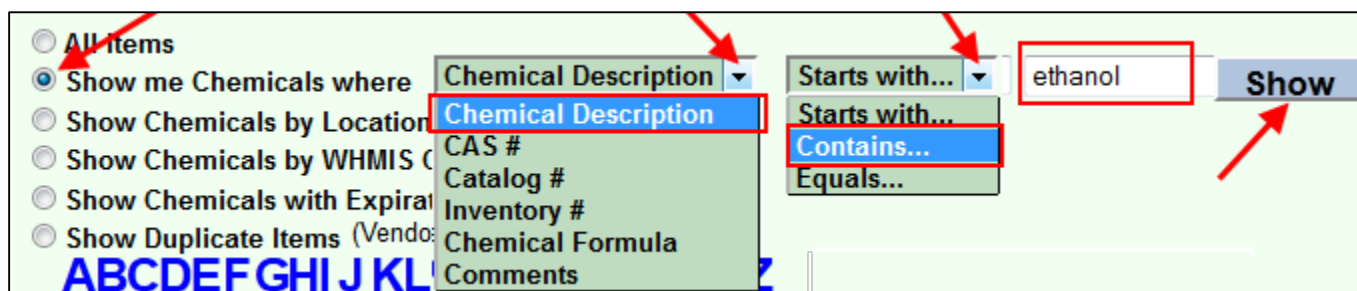 All items
Show me Chemicals where Chemical Description Starts with... ethanol Show
Chemical Description Starts with...
Show Chemicals by Location
CAS # Contains...
Show Chemicals by WHMIS
Catalog # Equals...
Show Chemicals with
Inventory #
Show Duplicate Items
Chemical Formula
ABCDEFGHIJKL Z
Comments